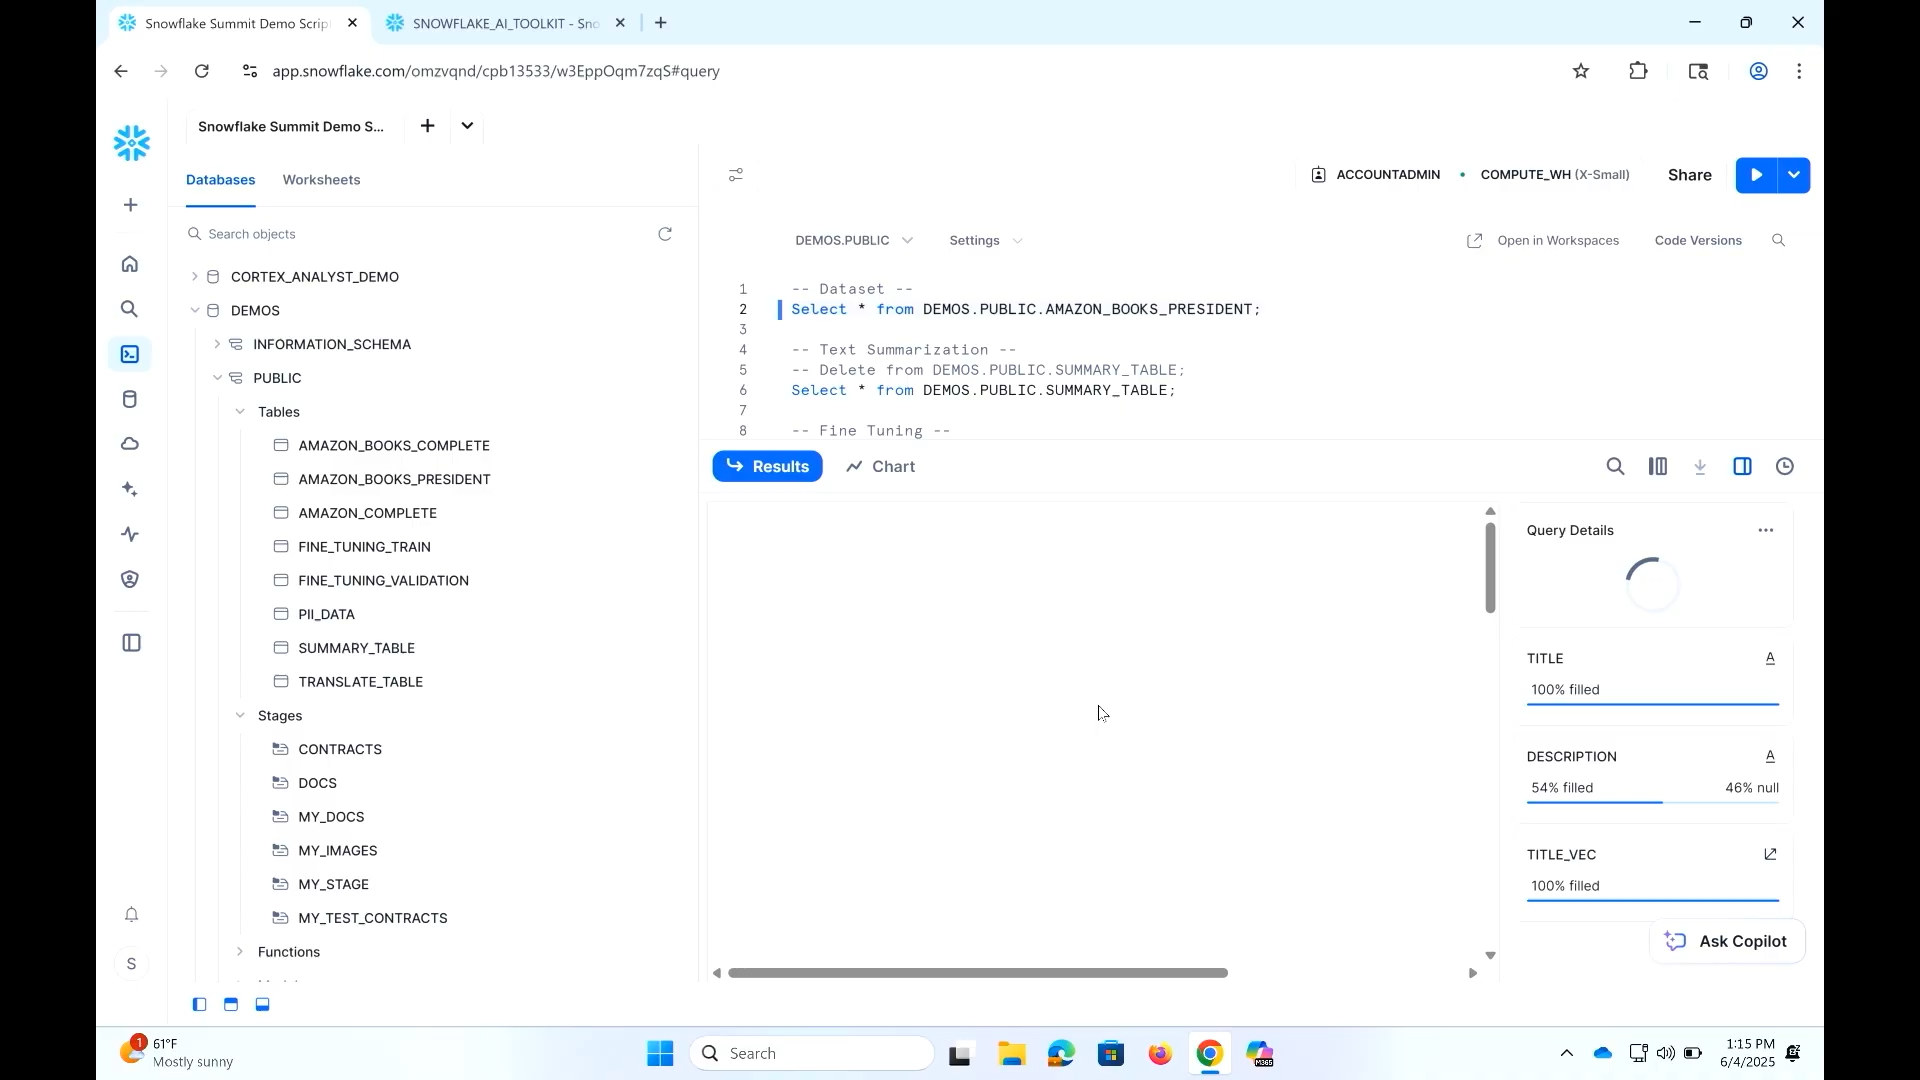 Snowflake Summit Demo Scrip
SNOWFLAKE_AI_TOOLKIT - Sno
app.snowflake.com/omzvqnd/cpb13533/w3EppOqm7zqS#query
Snowflake Summit Demo S...
Databases
Worksheets
ACCOUNTADMIN
COMPUTE_WH (X-Small)
Share
Search objects
DEMOS.PUBLIC
Settings
Open in Workspaces
Code Versions
CORTEX_ANALYST_DEMO
DEMOS
INFORMATION_SCHEMA
PUBLIC
Tables
AMAZON_BOOKS_COMPLETE
AMAZON_BOOKS_PRESIDENT
AMAZON_COMPLETE
FINE_TUNING_TRAIN
FINE_TUNING_VALIDATION
PII_DATA
SUMMARY_TABLE
TRANSLATE_TABLE
Stages
CONTRACTS
DOCS
MY_DOCS
MY_IMAGES
MY_STAGE
MY_TEST_CONTRACTS
Functions
1 -- Dataset --
2 Select * from DEMOS.PUBLIC.AMAZON_BOOKS_PRESIDENT;
3
4 -- Text Summarization --
5 -- Delete from DEMOS.PUBLIC.SUMMARY_TABLE;
6 Select * from DEMOS.PUBLIC.SUMMARY_TABLE;
7
8 -- Fine Tuning --
Results
Chart
Query Details
TITLE
A
100% filled
DESCRIPTION
A
54% filled
46% null
TITLE_VEC
100% filled
Ask Copilot
S
1
61°F
Mostly sunny
Search
M365
1:15 PM
6/4/2025